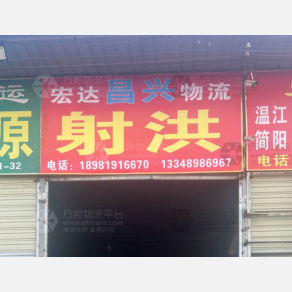 运
源
1-32
宏达昌兴物流
射洪
电话：18981916670 13348986967
温江
简阳
电话
万邦物流平台
www.wbtrans.com